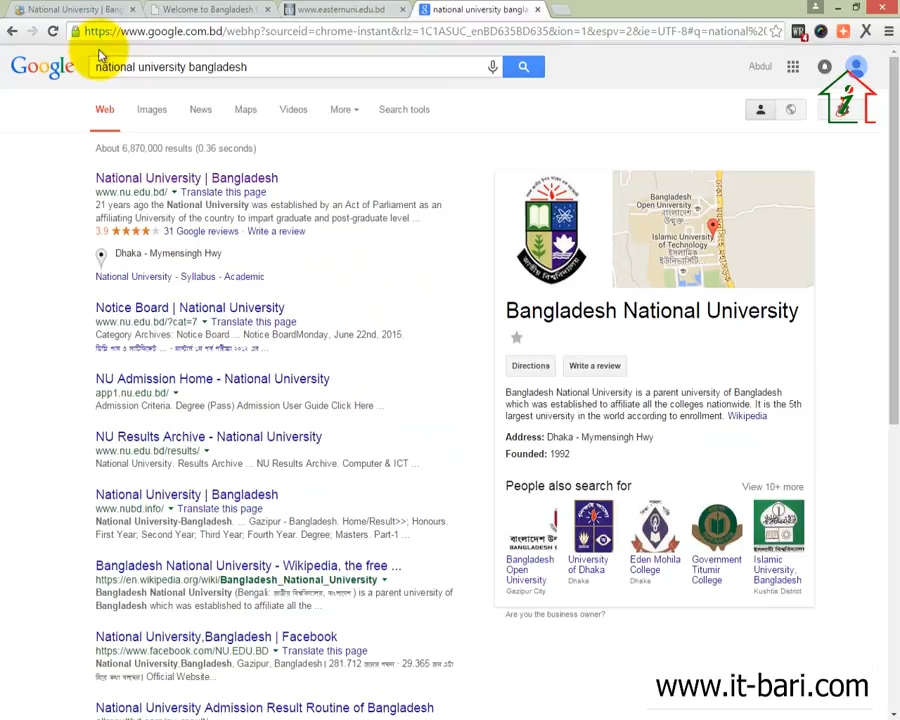 National University | Bang
Welcome to Bangladesh O
www.easternuni.edu.bd
national university bangla
https://www.google.com.bd/webhp?sourceid=chrome-instant&rlz=1C1ASUC_enBD635BD635&ion=1&espv=2&ie=UTF-8#q=national%20
Google national university bangladesh
Abdul
Web Images News Maps Videos More Search tools
About 6,870,000 results (0.36 seconds)
National University | Bangladesh
www.nu.edu.bd/ Translate this page
21 years ago the National University was established by an Act of Parliament as an
affiliating University of the country to impart graduate and post-graduate level ...
3.9 31 Google reviews - Write a review
Dhaka - Mymensingh Hwy
National University - Syllabus - Academic
Notice Board | National University
www.nu.edu.bd/?cat=7 Translate this page
Category Archives: Notice Board ... Notice BoardMonday, June 22nd, 2015.
NU Admission Home - National University
app1.nu.edu.bd/
Admission Criteria. Degree (Pass) Admission User Guide Click Here ...
NU Results Archive - National University
www.nu.edu.bd/results/
National University. Results Archive ... NU Results Archive. Computer & ICT ...
National University | Bangladesh
www.nubd.info/ Translate this page
National University-Bangladesh. ... Gazipur - Bangladesh. Home/Result>>; Honours.
First Year; Second Year, Third Year; Fourth Year. Degree; Masters. Part-1 ...
Bangladesh National University - Wikipedia, the free ...
https://en.wikipedia.org/wiki/Bangladesh_National_University
Bangladesh National University (Bengali: জাতীয় বিশ্ববিদ্যালয়, বাংলাদেশ) is a parent university of
Bangladesh which was established to affiliate all the ...
National University,Bangladesh | Facebook
https://www.facebook.com/NU.EDU.BD Translate this page
National University,Bangladesh, Gazipur, Bangladesh | 281.712
Official Website...
National University Admission Result Routine of Bangladesh
Bangladesh
Open
University
বাংলাদেশ
Islamic University
of Technology
Bangladesh National University
Directions Write a review
Bangladesh National University is a parent university of Bangladesh
which was established to affiliate all the colleges nationwide. It is the 5th
largest university in the world according to enrollment. Wikipedia
Address: Dhaka - Mymensingh Hwy
Founded: 1992
People also search for View 10+ more
Bangladesh
Open
University
Gazipur City
University
of Dhaka
Dhaka
Eden Mohila
College
Dhaka
Government
Titumir
College
Islamic
University,
Bangladesh
Kushtia District
Are you the business owner?
www.it-bari.com